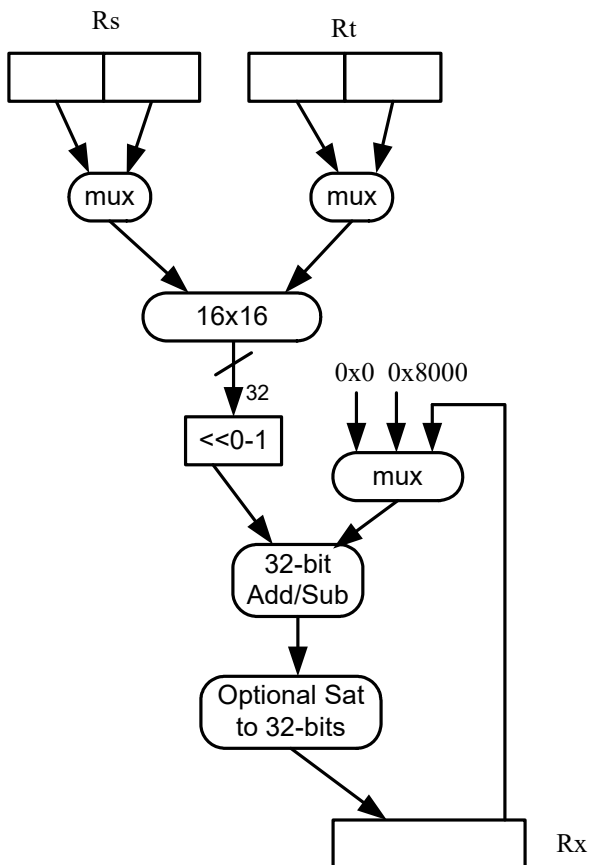 Rs Rt
mux mux
16x16
32
0x0 0x8000
<<0-1
mux
32-bit
Add/Sub
Optional Sat
to 32-bits
Rx